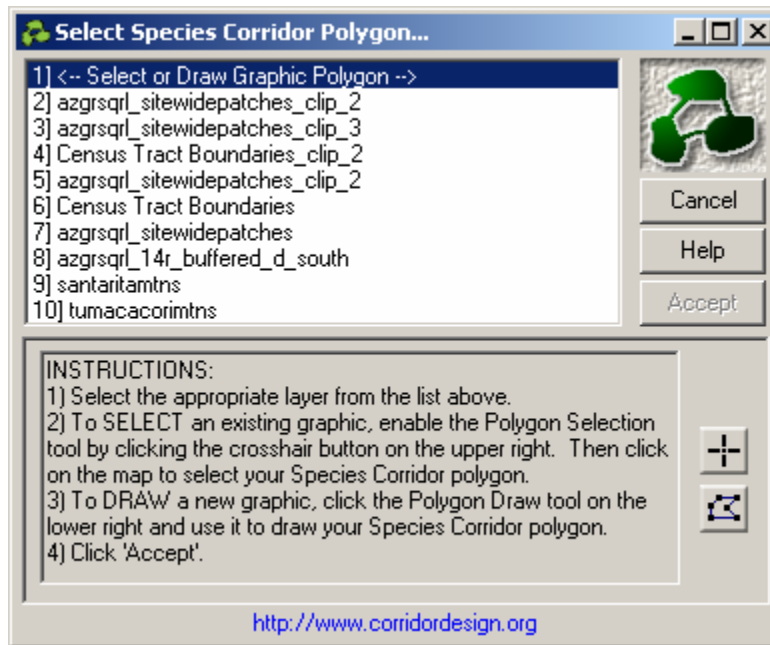 Select Species Corridor Polygon...
1] <-- Select or Draw Graphic Polygon -->
2] azgrsqrl_sitewidepatches_clip_2
3] azgrsqrl_sitewidepatches_clip_3
4] Census Tract Boundaries_clip_2
5] azgrsqrl_sitewidepatches_clip_2
6] Census Tract Boundaries
7] azgrsqrl_sitewidepatches
8] azgrsqrl_14r_buffered_d_south
9] santaritamtns
10] tumacacorimtns
Cancel
Help
Accept
INSTRUCTIONS:
1) Select the appropriate layer from the list above.
2) To SELECT an existing graphic, enable the Polygon Selection
tool by clicking the crosshair button on the upper right.  Then click
on the map to select your Species Corridor polygon.
3) To DRAW a new graphic, click the Polygon Draw tool on the
lower right and use it to draw your Species Corridor polygon.
4) Click 'Accept'.
http://www.corridordesign.org